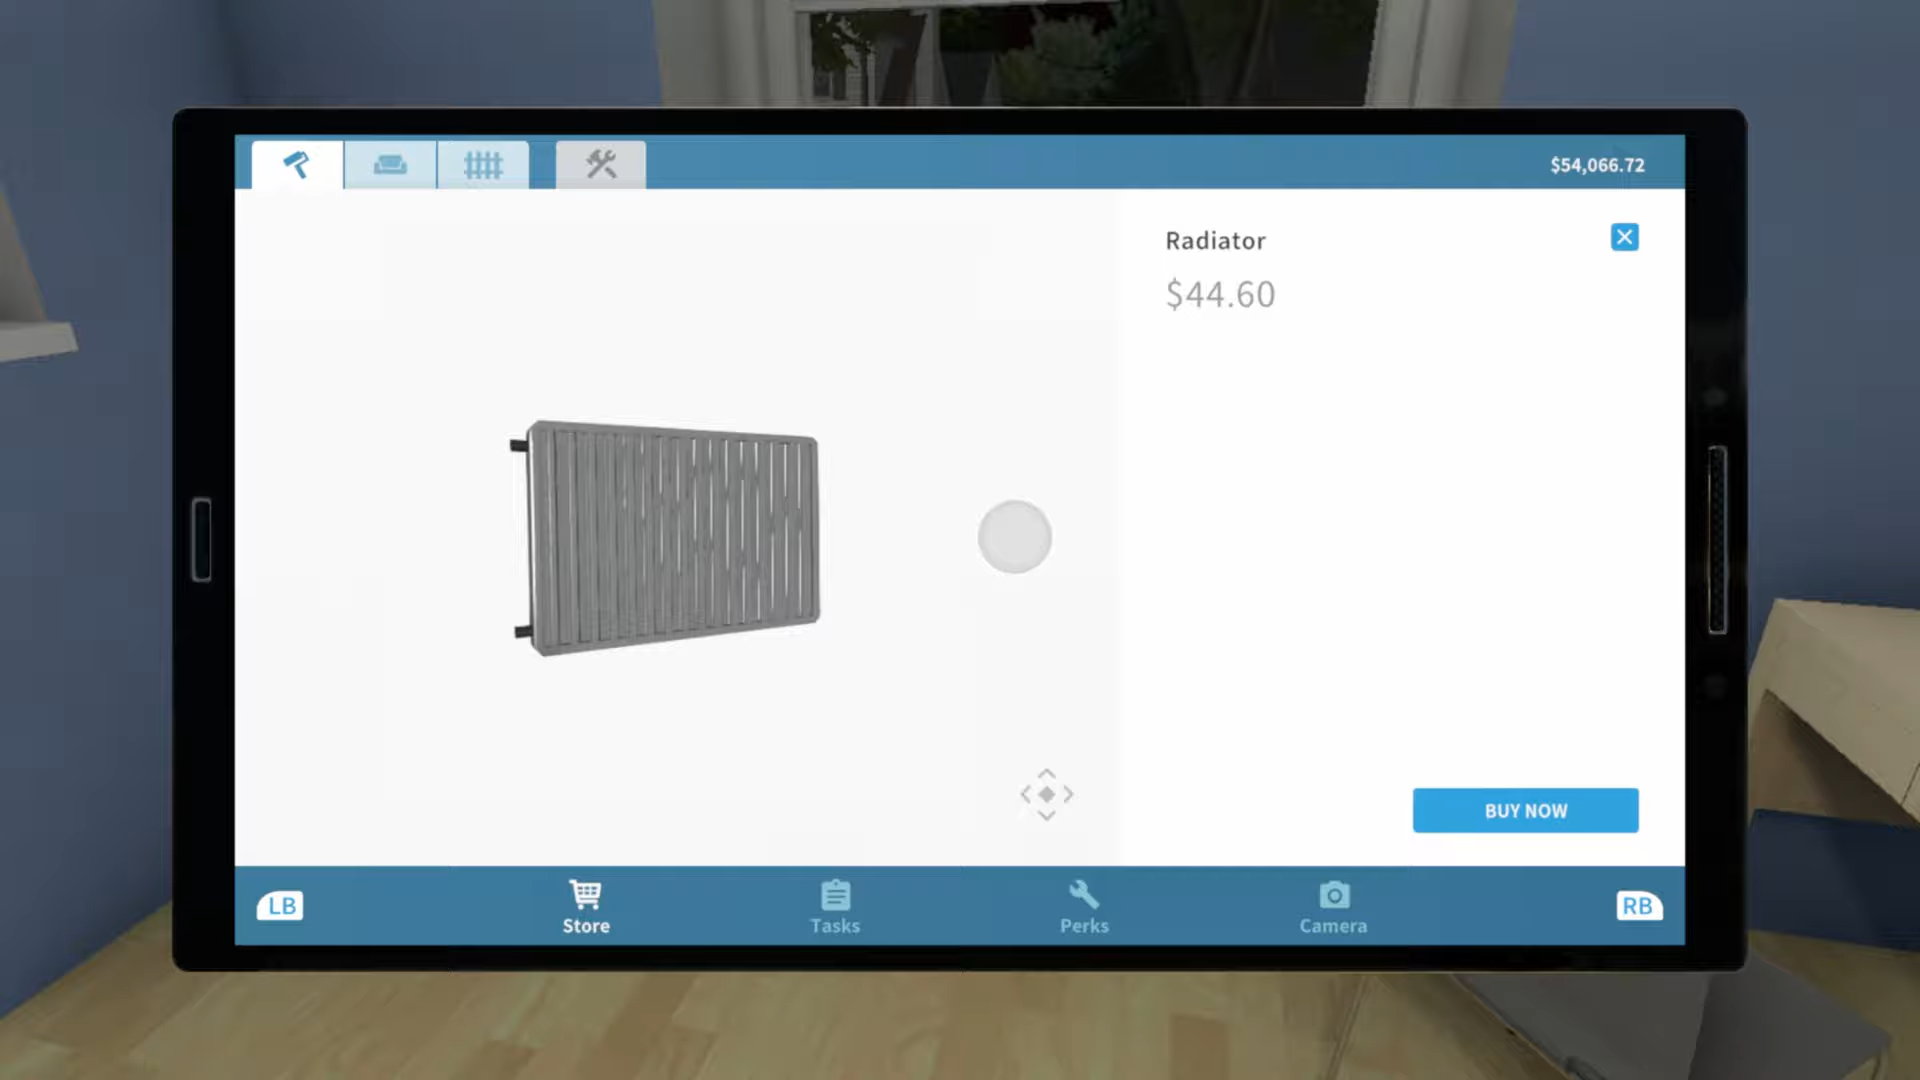 $54,066.72
Radiator
$44.60
BUY NOW
LB
Store
Tasks
Perks
Camera
RB